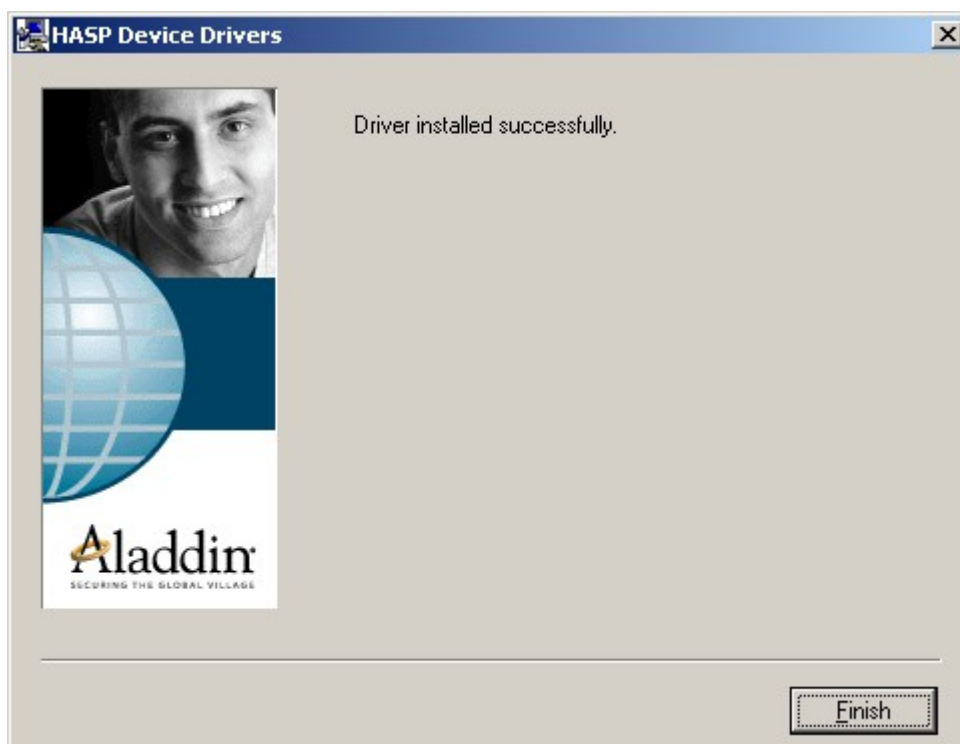 HASP Device Drivers
Driver installed successfully.
Aladdin
SECURING THE GLOBAL VILLAGE
Finish